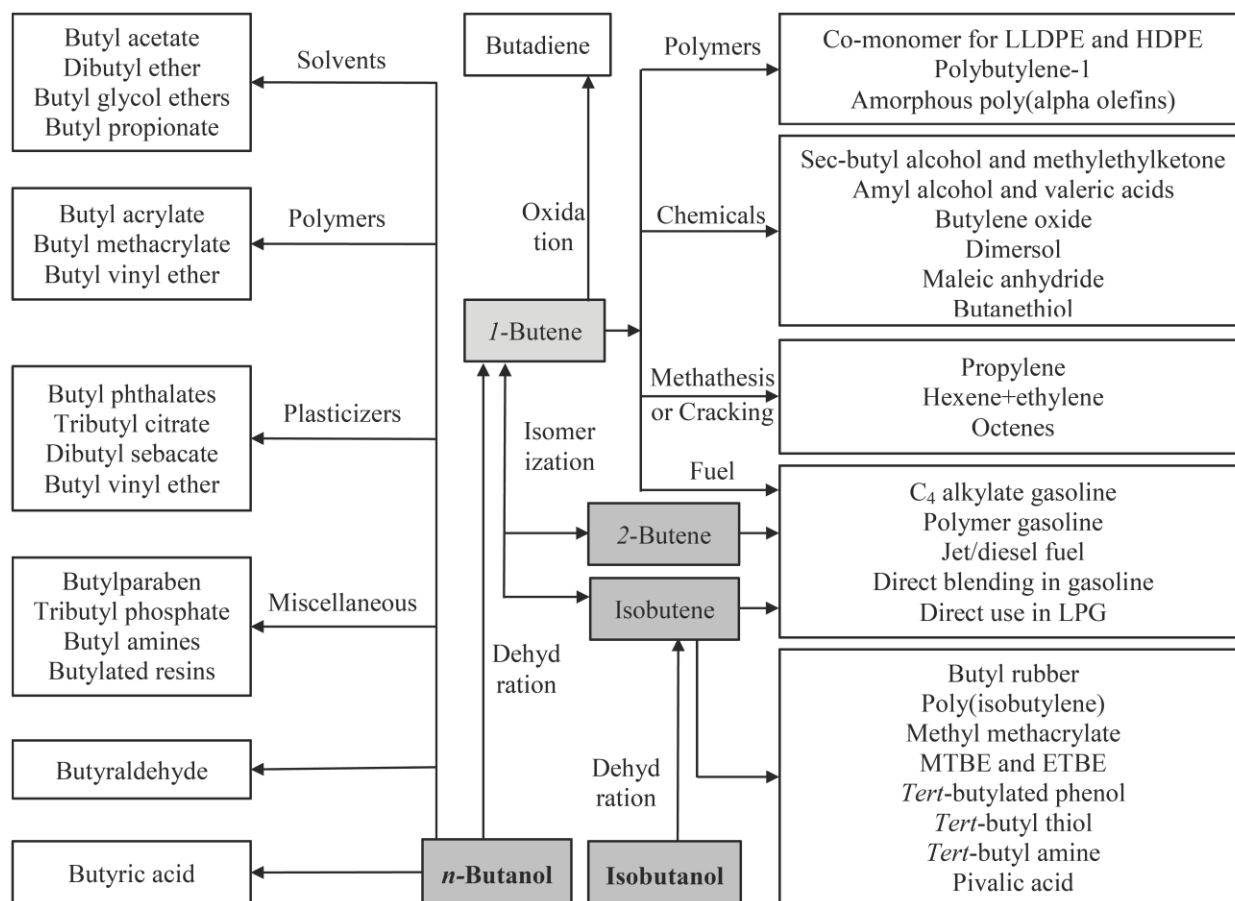 Butyl acetate
Dibutyl ether
Butyl glycol ethers
Butyl propionate
Solvents
Butyl acrylate
Butyl methacrylate
Butyl vinyl ether
Polymers
Butyl phthalates
Tributyl citrate
Dibutyl sebacate
Butyl vinyl ether
Plasticizers
Butylparaben
Tributyl phosphate
Butyl amines
Butylated resins
Miscellaneous
Butyraldehyde
Butyric acid
n-Butanol
Dehyd
ration
Isobutanol
Dehyd
ration
Butadiene
Oxida
tion
1-Butene
Isomer
ization
2-Butene
Isobutene
Polymers
Co-monomer for LLDPE and HDPE
Polybutylene-1
Amorphous poly(alpha olefins)
Chemicals
Sec-butyl alcohol and methylethylketone
Amyl alcohol and valeric acids
Butylene oxide
Dimersol
Maleic anhydride
Butanethiol
Methathesis
or Cracking
Propylene
Hexene+ethylene
Octenes
Fuel
C₄ alkylate gasoline
Polymer gasoline
Jet/diesel fuel
Direct blending in gasoline
Direct use in LPG
Butyl rubber
Poly(isobutylene)
Methyl methacrylate
MTBE and ETBE
Tert-butylated phenol
Tert-butyl thiol
Tert-butyl amine
Pivalic acid